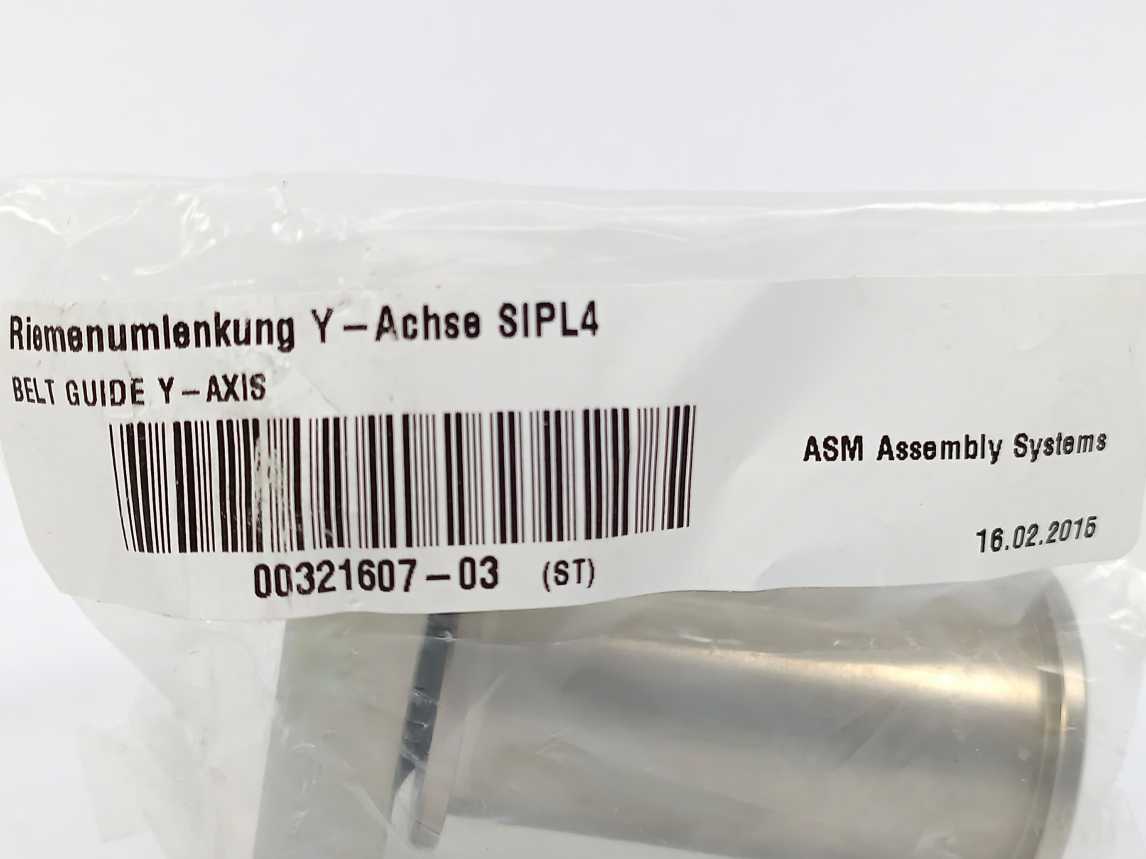 Riemenumlenkung Y-Achse SIPL4
BELT GUIDE Y-AXIS
ASM Assembly Systems
16.02.2015
00321607-03 (ST)